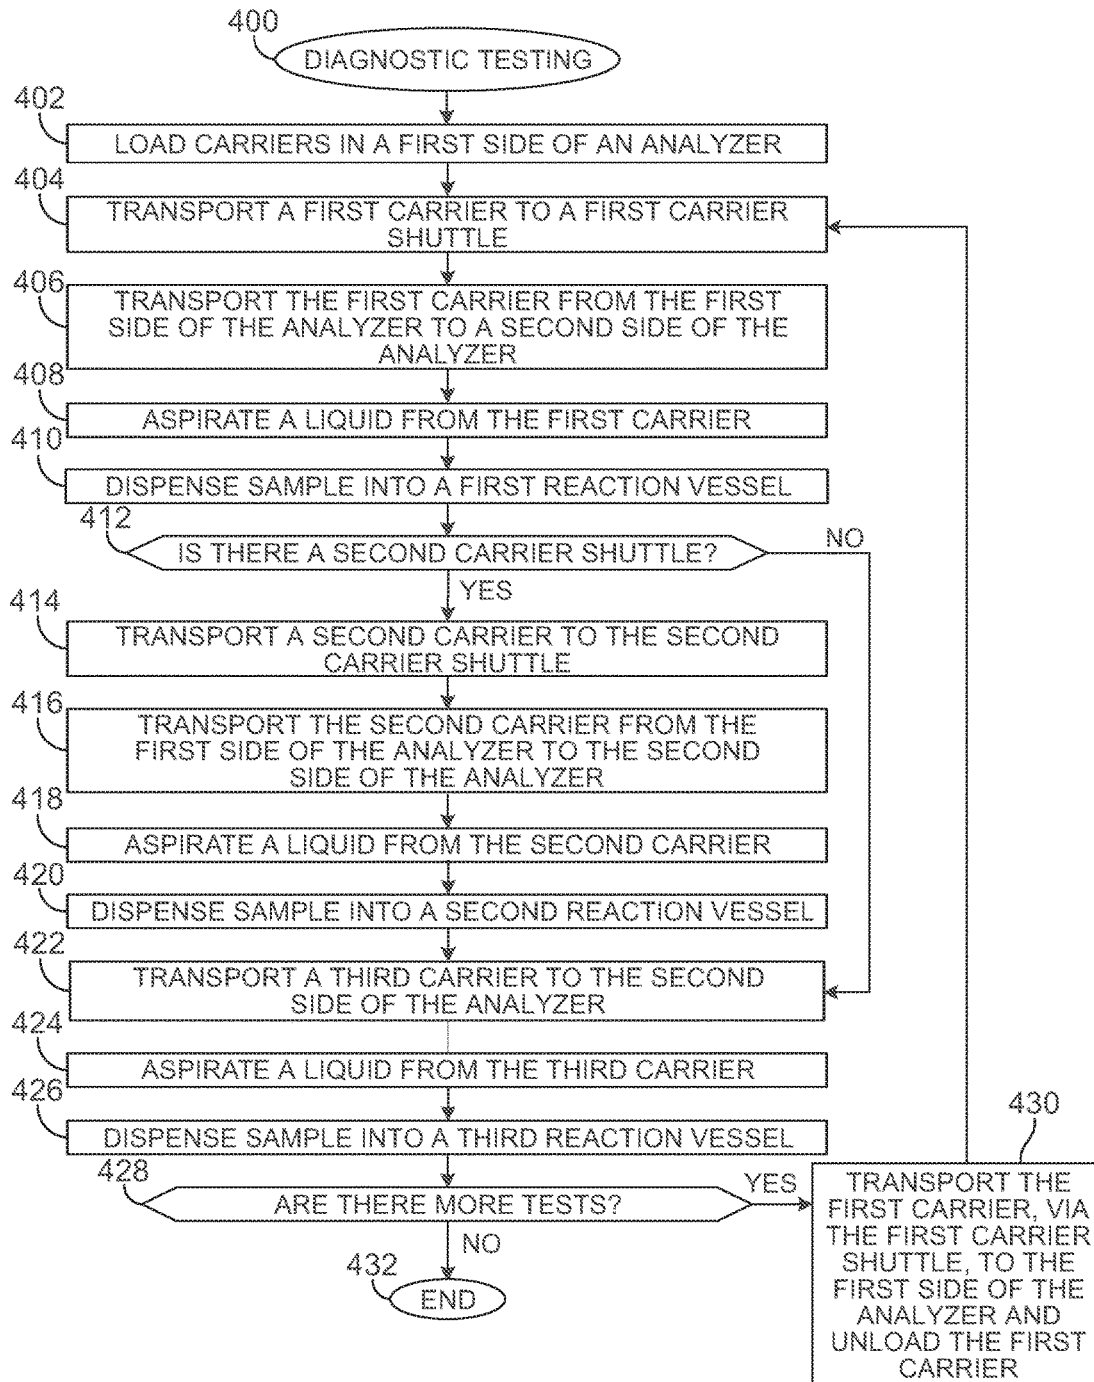 400
DIAGNOSTIC TESTING
402
LOAD CARRIERS IN A FIRST SIDE OF AN ANALYZER
404
TRANSPORT A FIRST CARRIER TO A FIRST CARRIER
SHUTTLE
406
TRANSPORT THE FIRST CARRIER FROM THE FIRST
SIDE OF THE ANALYZER TO A SECOND SIDE OF THE
ANALYZER
408
ASPIRATE A LIQUID FROM THE FIRST CARRIER
410
DISPENSE SAMPLE INTO A FIRST REACTION VESSEL
412
IS THERE A SECOND CARRIER SHUTTLE?
NO
YES
414
TRANSPORT A SECOND CARRIER TO THE SECOND
CARRIER SHUTTLE
416
TRANSPORT THE SECOND CARRIER FROM THE
FIRST SIDE OF THE ANALYZER TO THE SECOND
SIDE OF THE ANALYZER
418
ASPIRATE A LIQUID FROM THE SECOND CARRIER
420
DISPENSE SAMPLE INTO A SECOND REACTION VESSEL
422
TRANSPORT A THIRD CARRIER TO THE SECOND
SIDE OF THE ANALYZER
424
ASPIRATE A LIQUID FROM THE THIRD CARRIER
426
DISPENSE SAMPLE INTO A THIRD REACTION VESSEL
428
ARE THERE MORE TESTS?
YES
NO
430
TRANSPORT THE
FIRST CARRIER, VIA
THE FIRST CARRIER
SHUTTLE, TO THE
FIRST SIDE OF THE
ANALYZER AND
UNLOAD THE FIRST
CARRIER
432
END